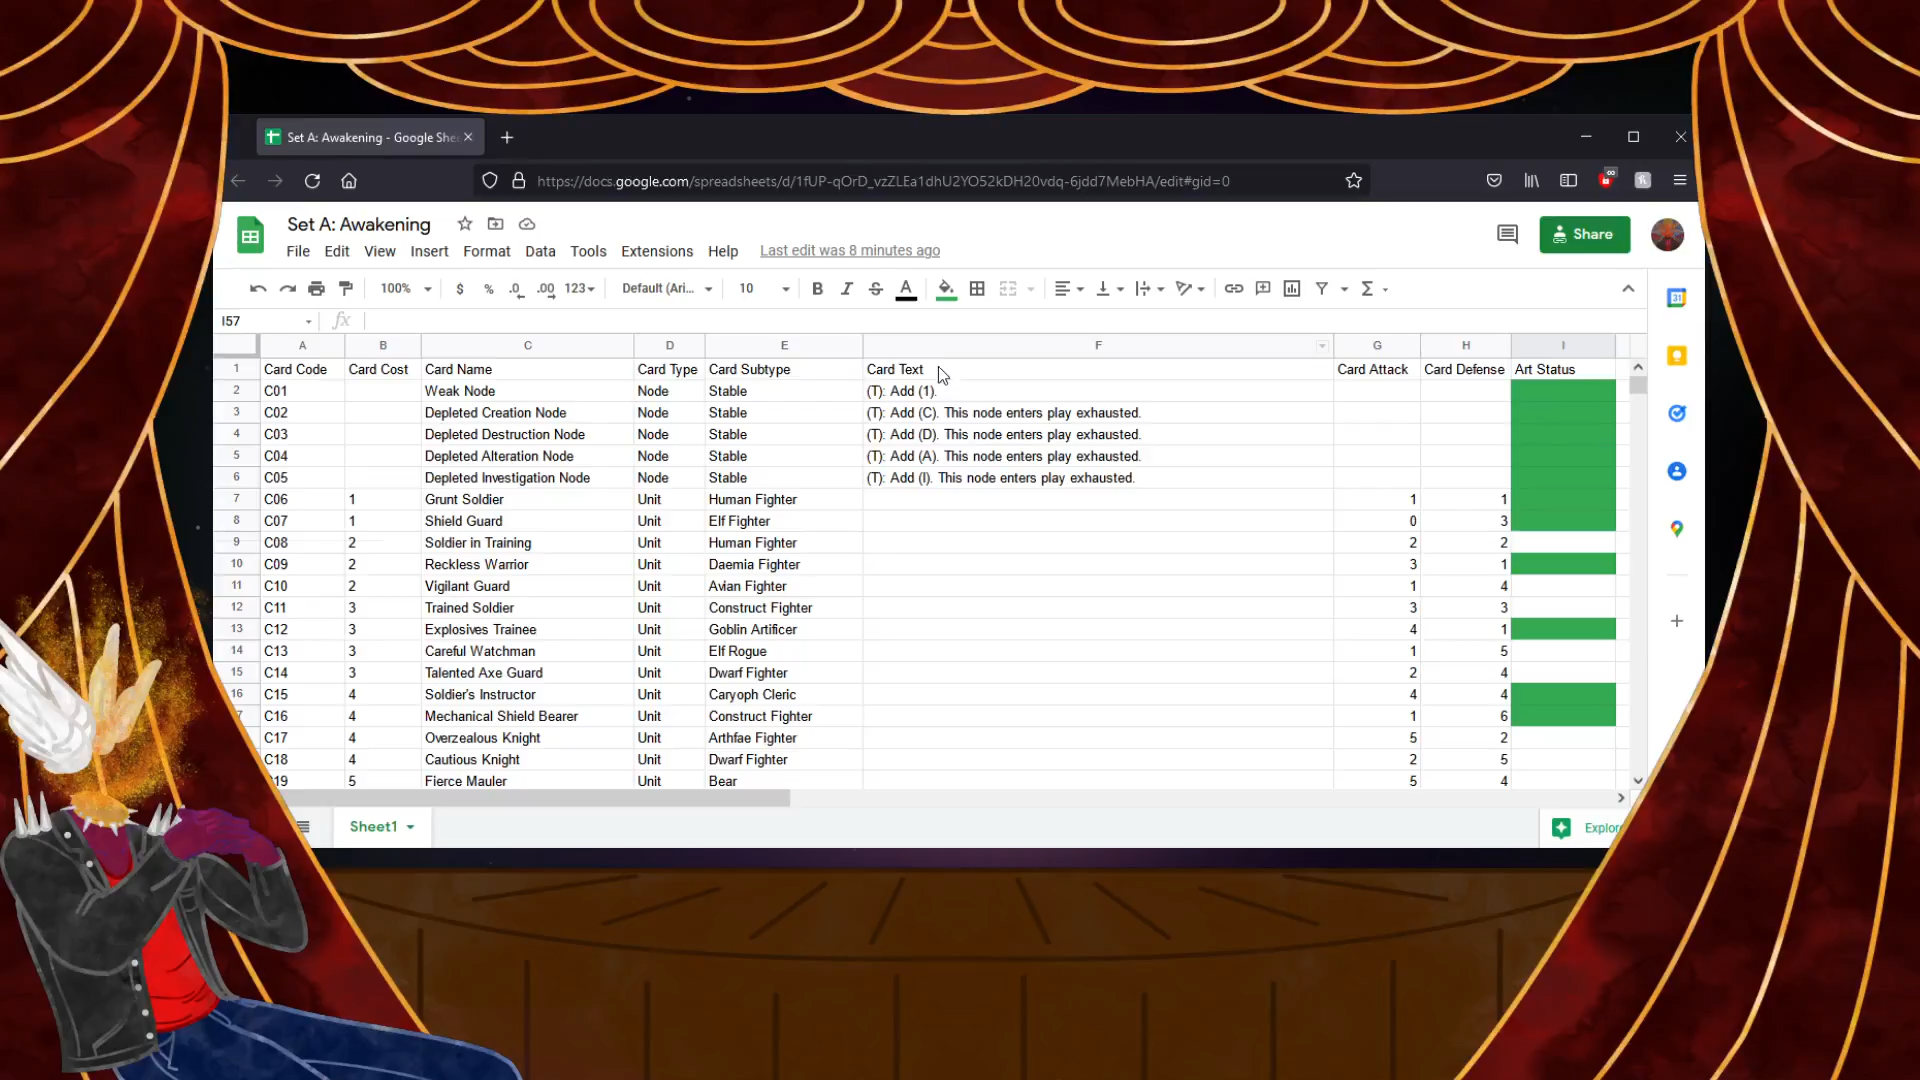 Set A: Awakening - Google She
https://docs.google.com/spreadsheets/d/1fUP-qOrD_vzZLEa1dhU2YO52kDH20vdq-6jdd7MebHA/edit#gid=0
Set A: Awakening
Share
File Edit View Insert Format Data Tools Extensions Help Last edit was 8 minutes ago
100% $ % .0 .00 123 Default (Ari... 10 B I S A
I57 fx
A B C D E F G H I
1 Card Code Card Cost Card Name Card Type Card Subtype Card Text Card Attack Card Defense Art Status
2 C01 Weak Node Node Stable (T): Add (1).
3 C02 Depleted Creation Node Node Stable (T): Add (C). This node enters play exhausted.
4 C03 Depleted Destruction Node Node Stable (T): Add (D). This node enters play exhausted.
5 C04 Depleted Alteration Node Node Stable (T): Add (A). This node enters play exhausted.
6 C05 Depleted Investigation Node Node Stable (T): Add (I). This node enters play exhausted.
7 C06 1 Grunt Soldier Unit Human Fighter 1 1
8 C07 1 Shield Guard Unit Elf Fighter 0 3
9 C08 2 Soldier in Training Unit Human Fighter 2 2
10 C09 2 Reckless Warrior Unit Daemia Fighter 3 1
11 C10 2 Vigilant Guard Unit Avian Fighter 1 4
12 C11 3 Trained Soldier Unit Construct Fighter 3 3
13 C12 3 Explosives Trainee Unit Goblin Artificer 4 1
14 C13 3 Careful Watchman Unit Elf Rogue 1 5
15 C14 3 Talented Axe Guard Unit Dwarf Fighter 2 4
16 C15 4 Soldier's Instructor Unit Caryoph Cleric 4 4
7 C16 4 Mechanical Shield Bearer Unit Construct Fighter 1 6
C17 4 Overzealous Knight Unit Arthfae Fighter 5 2
C18 4 Cautious Knight Unit Dwarf Fighter 2 5
C19 5 Fierce Mauler Unit Bear 5 4
Sheet1
Explor
31